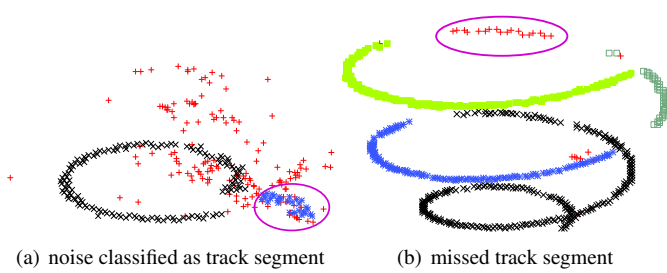 (a) noise classified as track segment
(b) missed track segment